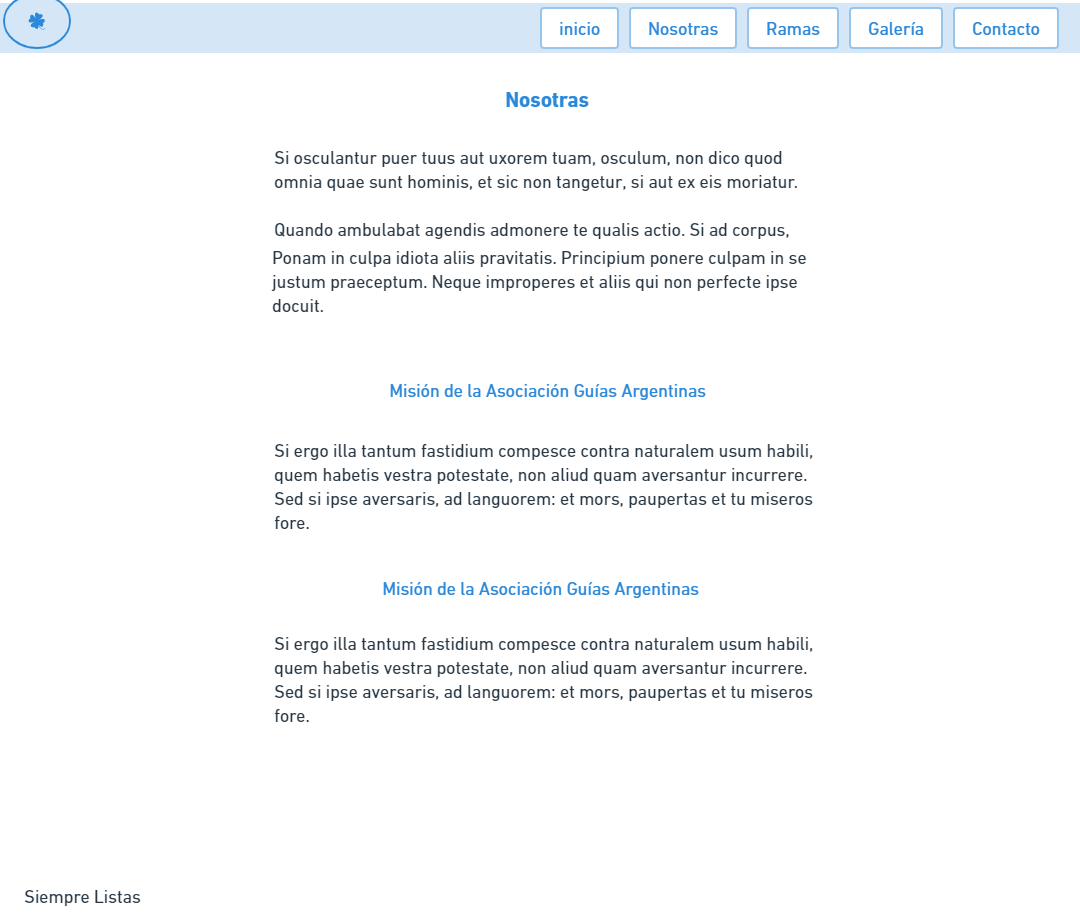 inicio
Nosotras
Ramas
Galería
Contacto
Nosotras
Si osculantur puer tuus aut uxorem tuam, osculum, non dico quod
omnia quae sunt hominis, et sic non tangetur, si aut ex eis moriatur.
Quando ambulabat agendis admonere te qualis actio. Si ad corpus,
Ponam in culpa idiota aliis pravitatis. Principium ponere culpam in se
justum praeceptum. Neque improperes et aliis qui non perfecte ipse
docuit.
Misión de la Asociación Guías Argentinas
Si ergo illa tantum fastidium compesce contra naturalem usum habili,
quem habetis vestra potestate, non aliud quam aversantur incurrere.
Sed si ipse aversaris, ad languorem: et mors, paupertas et tu miseros
fore.
Misión de la Asociación Guías Argentinas
Si ergo illa tantum fastidium compesce contra naturalem usum habili,
quem habetis vestra potestate, non aliud quam aversantur incurrere.
Sed si ipse aversaris, ad languorem: et mors, paupertas et tu miseros
fore.
Siempre Listas